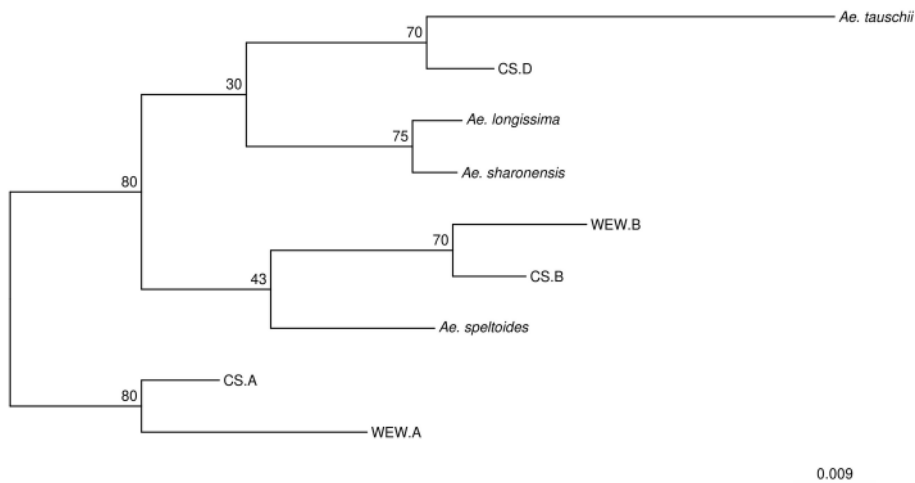 Ae. tauschii
70
CS.D
30
Ae. longissima
75
Ae. sharonensis
80
WEW.B
70
CS.B
43
Ae. speltoides
CS.A
80
WEW.A
0.009